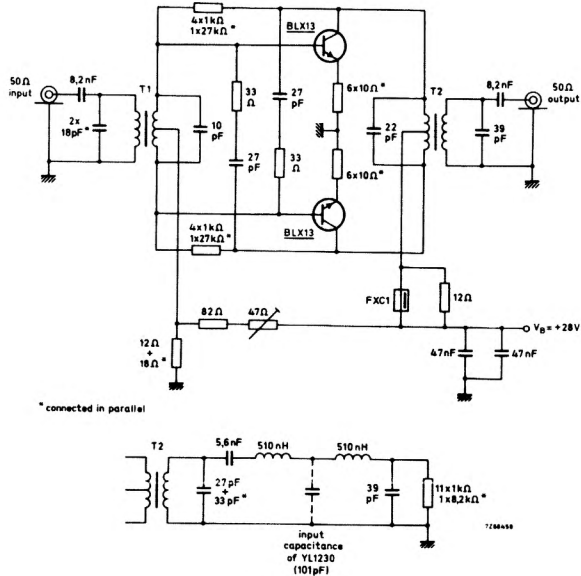 4x1kΩ
1x27kΩ*
BLX13
50Ω
input
8,2nF
T1
2x
18pF*
10
pF
33
Ω
27
pF
27
pF
33
Ω
6x10Ω*
6x10Ω*
22
pF
T2
8,2nF
50Ω
output
39
pF
BLX13
4x1kΩ
1x27kΩ*
82Ω
47Ω
FXC1
12Ω
VB=+28V
47nF
47nF
12Ω
+
18Ω*
*connected in parallel
T2
5,6nF
510nH
510nH
27pF
+
33pF*
39
pF
11x1kΩ
1x8,2kΩ*
input
capacitance
of YL1230
(101pF)
7Z68458